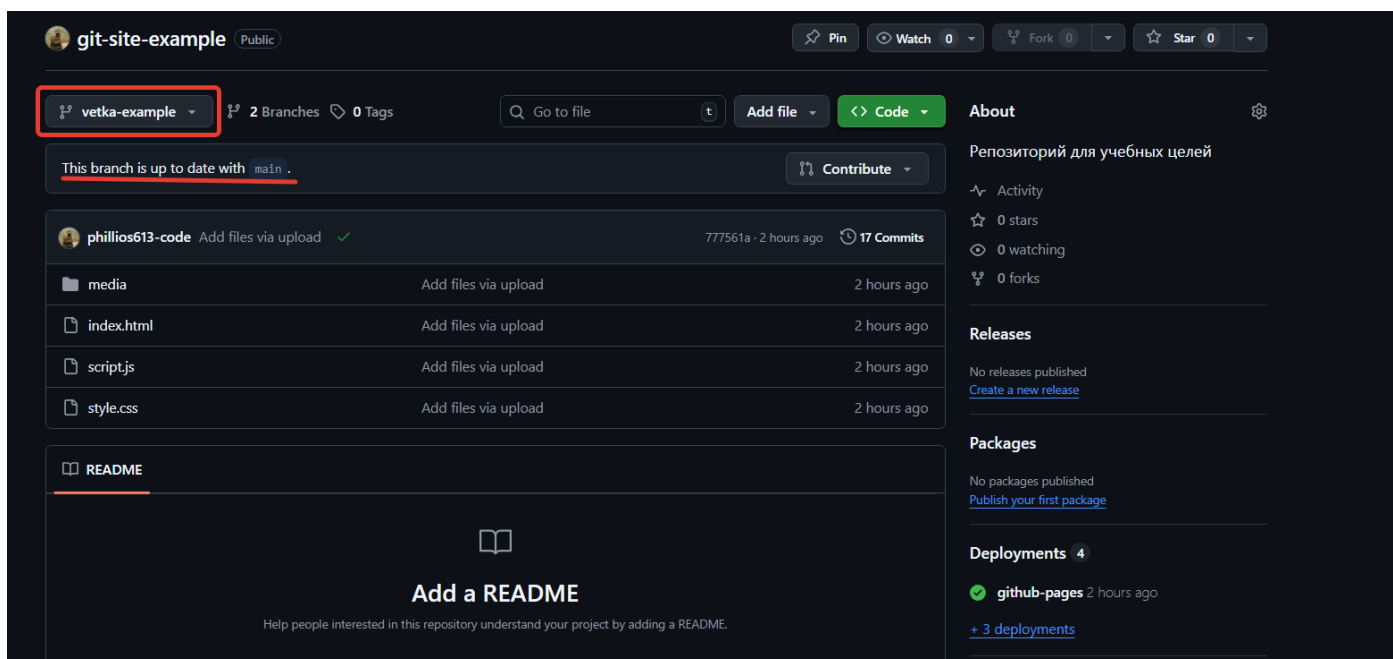 git-site-example Public Pin Watch 0 Fork 0 Star 0
vetka-example 2 Branches 0 Tags Go to file t Add file <> Code
This branch is up to date with main . Contribute
phillios613-code Add files via upload 777561a · 2 hours ago 17 Commits
media Add files via upload 2 hours ago
index.html Add files via upload 2 hours ago
script.js Add files via upload 2 hours ago
style.css Add files via upload 2 hours ago
README
Add a README
Help people interested in this repository understand your project by adding a README.
About
Репозиторий для учебных целей
Activity
0 stars
0 watching
0 forks
Releases
No releases published
Create a new release
Packages
No packages published
Publish your first package
Deployments 4
github-pages 2 hours ago
+ 3 deployments